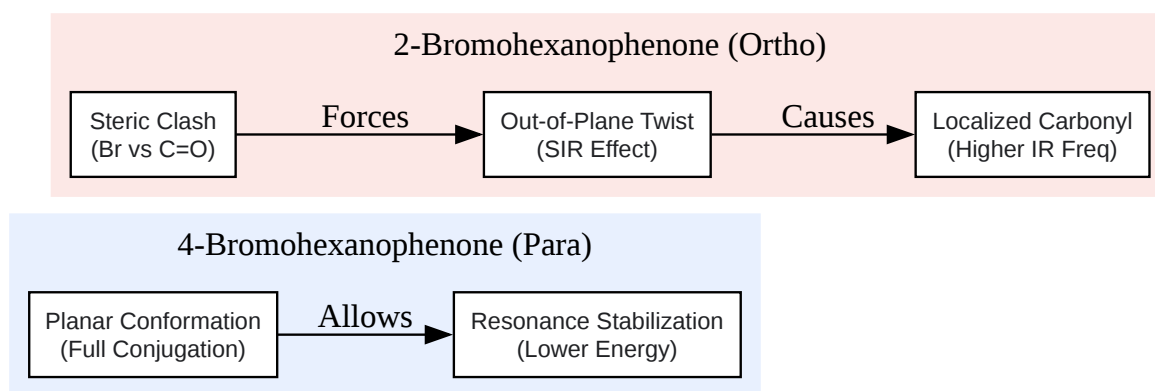 2-Bromohexanophenone (Ortho)
Steric Clash
(Br vs C=O)
Forces
Out-of-Plane Twist
(SIR Effect)
Causes
Localized Carbonyl
(Higher IR Freq)
4-Bromohexanophenone (Para)
Planar Conformation
(Full Conjugation)
Allows
Resonance Stabilization
(Lower Energy)